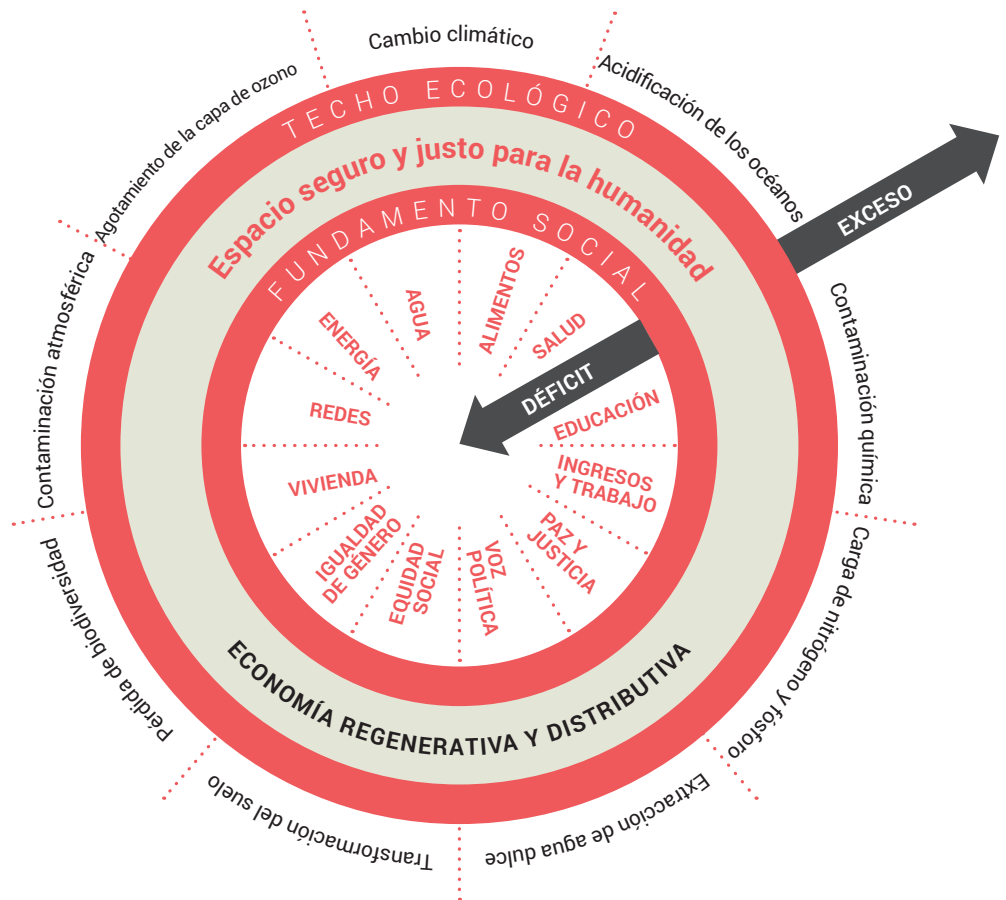 Cambio climático
Acidificación de los océanos
Contaminación química
Carga de nitrógeno y fósforo
Extracción de agua dulce
Transformación del suelo
Pérdida de biodiversidad
Contaminación atmosférica
Agotamiento de la capa de ozono
TECHO ECOLÓGICO
EXCESO
Espacio seguro y justo para la humanidad
FUNDAMENTO SOCIAL
DÉFICIT
ALIMENTOS
SALUD
EDUCACIÓN
INGRESOS
Y TRABAJO
PAZ Y
JUSTICIA
VOZ
POLÍTICA
EQUIDAD
SOCIAL
IGUALDAD
DE GÉNERO
VIVIENDA
REDES
ENERGÍA
AGUA
ECONOMÍA REGENERATIVA Y DISTRIBUTIVA